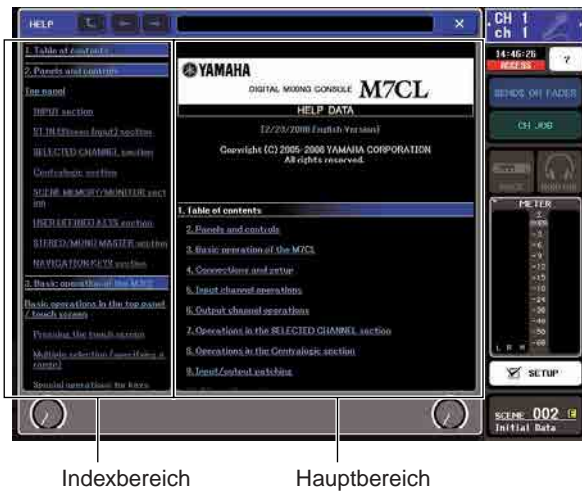 HELP
CH 1
ch 1
14:46:26
ACCESS
?
SENDS ON FADER
CH JOB
METER
SETUP
SCENE 002 E
Initial Data
1. Table of contents
2. Panels and controls
Top panel
INPUT section
ST IN (Stereo Input) section
SELECTED CHANNEL section
Centralogic section
SCENE MEMORY/MONITOR sect
ion
USER DEFINED KEYS section
STEREO/MONO MASTER section
NAVIGATION KEYS section
3. Basic operation of the M7CL
Basic operations in the top panel
/ touch screen
Pressing the touch screen
Multiple selection (specifying a
range)
Special operations for keys
YAMAHA
DIGITAL MIXING CONSOLE M7CL
HELP DATA
Copyright (C) 2005-2006 YAMAHA CORPORATION
All rights reserved.
1. Table of contents
2. Panels and controls
3. Basic operation of the M7CL
4. Connections and setup
5. Input channel operations
6. Output channel operations
7. Operations in the SELECTED CHANNEL section
8. Operations in the Centralogic section
9. Input/output patching
Indexbereich
Hauptbereich